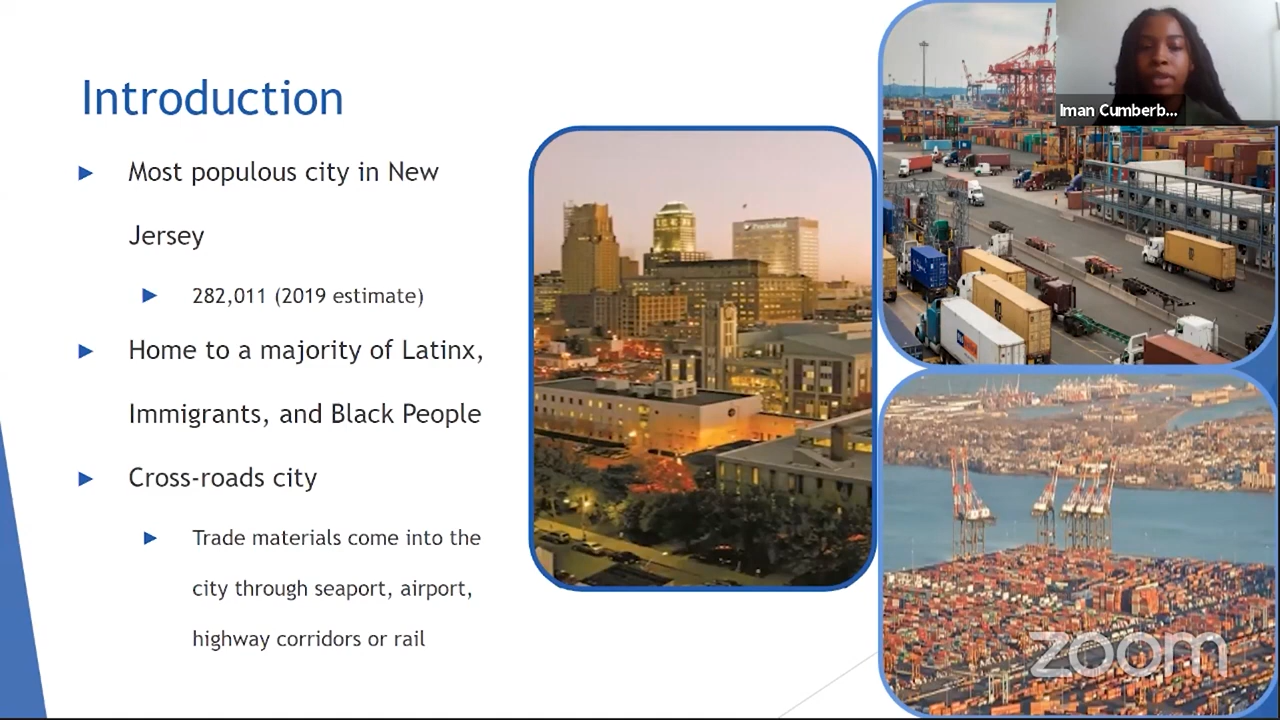 Introduction
Most populous city in New
Jersey
282,011 (2019 estimate)
Home to a majority of Latinx,
Immigrants, and Black People
Cross-roads city
Trade materials come into the
city through seaport, airport,
highway corridors or rail
Iman Cumberb...
Prudential
zoom